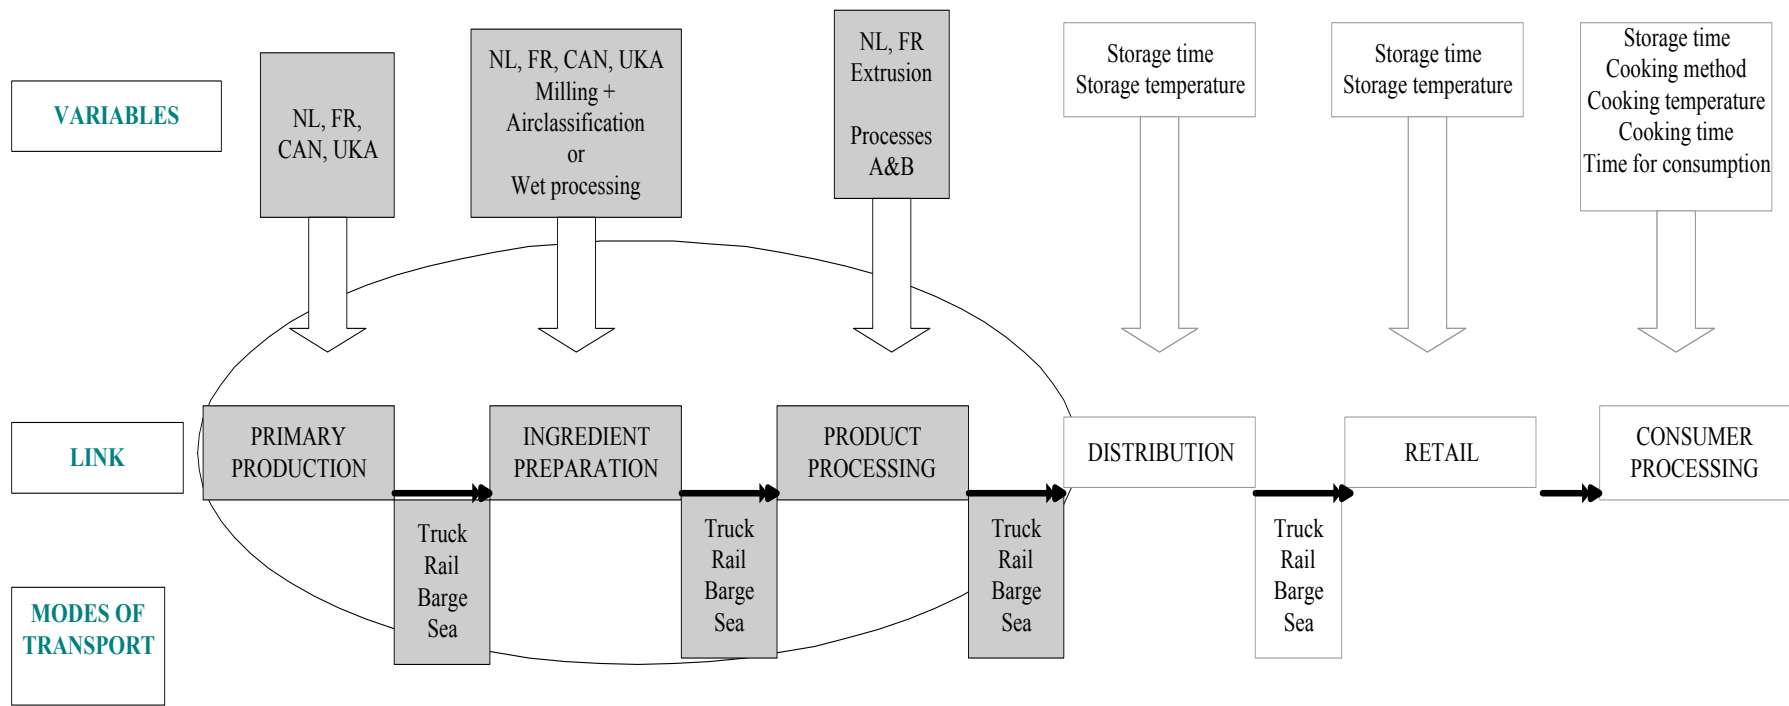 VARIABLES
NL, FR,
CAN, UKA
NL, FR, CAN, UKA
Milling +
Airclassification
or
Wet processing
NL, FR
Extrusion
Processes
A&B
Storage time
Storage temperature
Storage time
Storage temperature
Storage time
Cooking method
Cooking temperature
Cooking time
Time for consumption
LINK
PRIMARY
PRODUCTION
INGREDIENT
PREPARATION
PRODUCT
PROCESSING
DISTRIBUTION
RETAIL
CONSUMER
PROCESSING
MODES OF
TRANSPORT
Truck
Rail
Barge
Sea
Truck
Rail
Barge
Sea
Truck
Rail
Barge
Sea
Truck
Rail
Barge
Sea